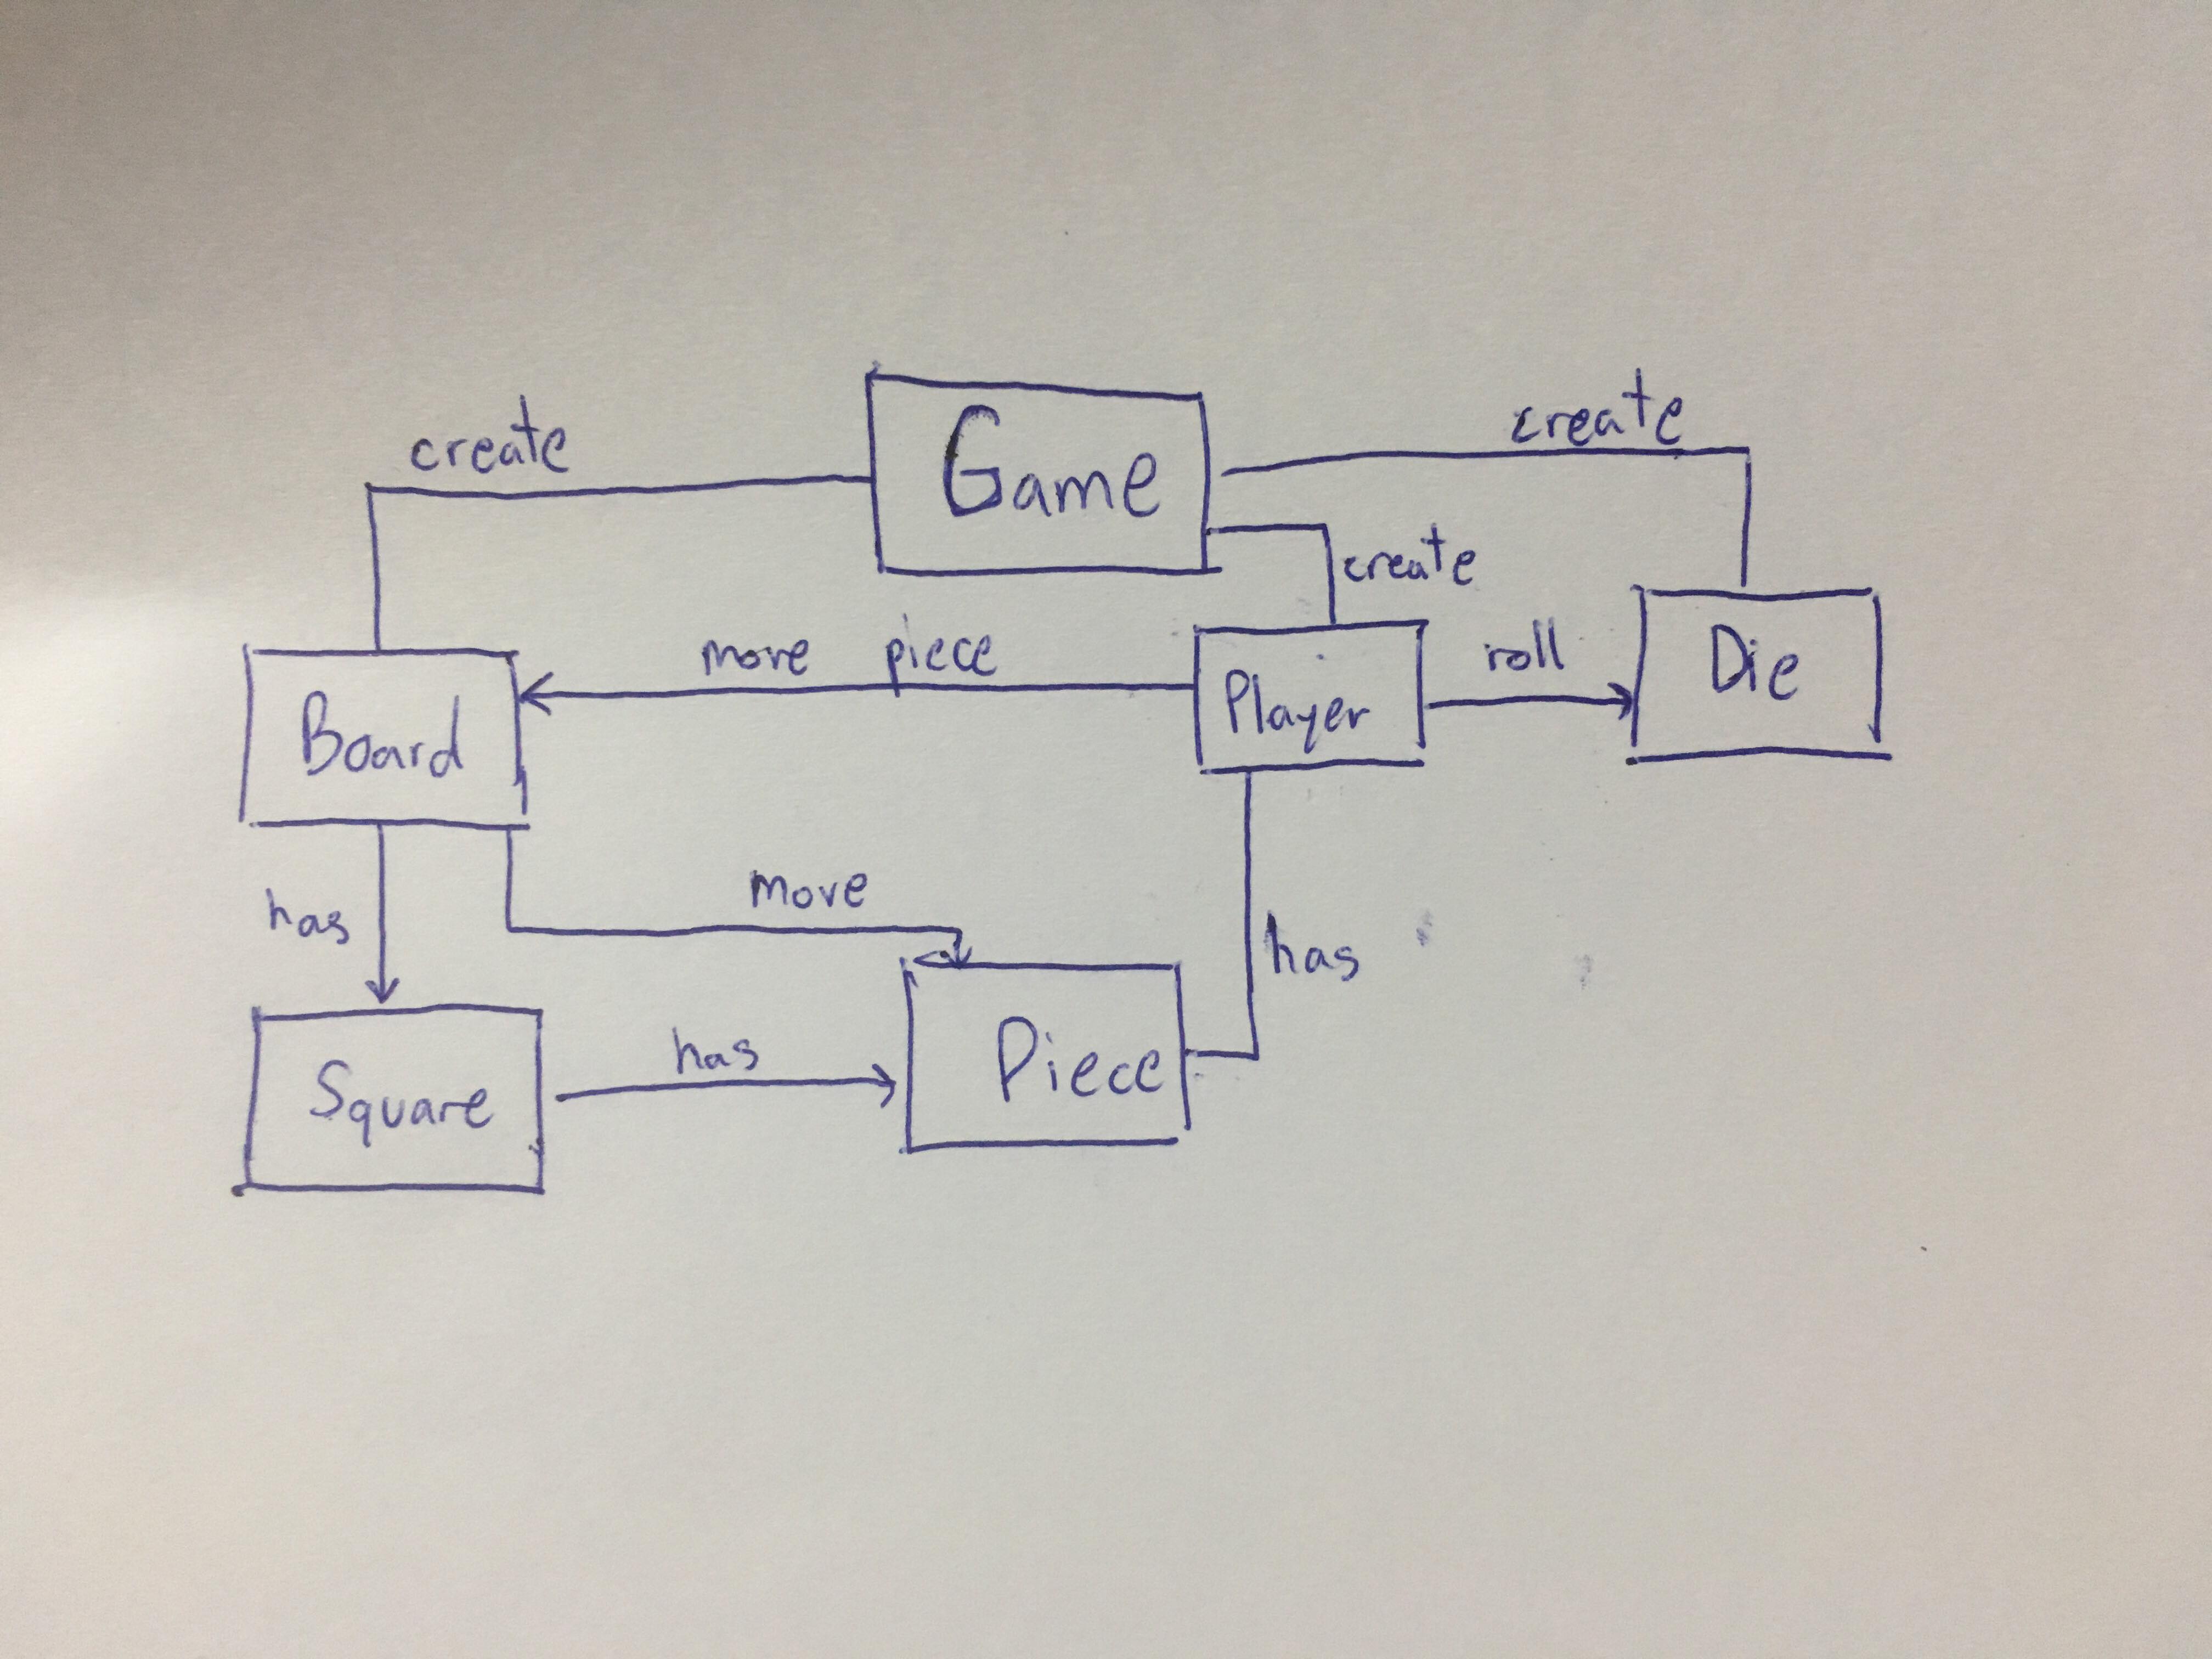 create
Game
create
create
move piece
Player
roll
Die
Board
move
has
has
Square
has
Piece